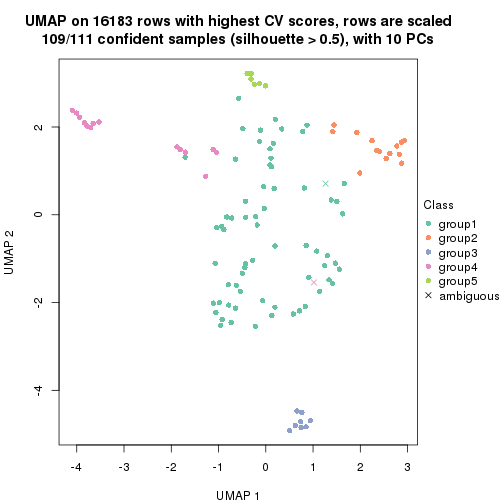 UMAP on 16183 rows with highest CV scores, rows are scaled
109/111 confident samples (silhouette > 0.5), with 10 PCs
2
0
-2
-4
UMAP 2
-4 -3 -2 -1 0 1 2 3
UMAP 1
Class
group1
group2
group3
group4
group5
ambiguous